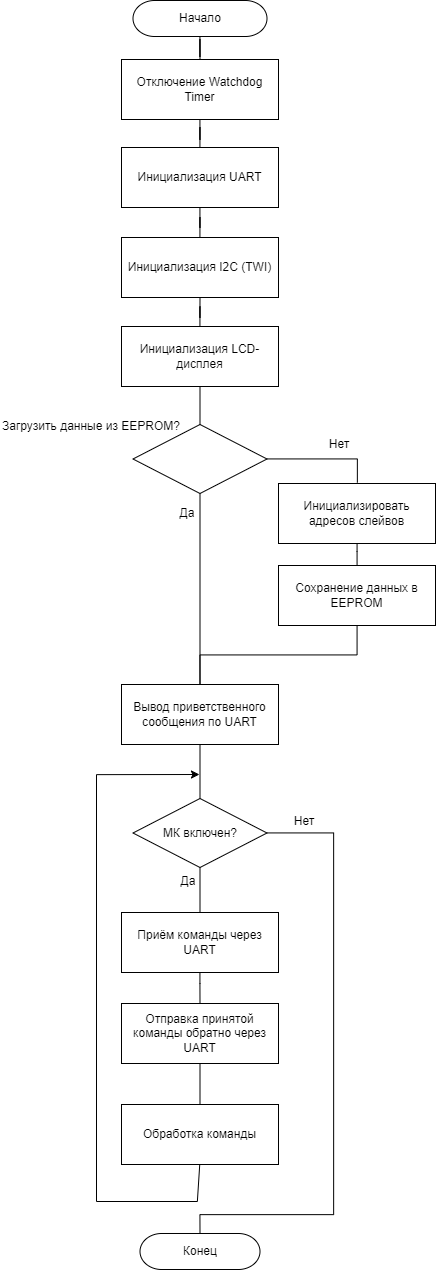 Начало
Отключение Watchdog
Timer
Инициализация UART
Инициализация I2C (TWI)
Инициализация LCD-
дисплея
Загрузить данные из EEPROM?
Нет
Да
Инициализировать
адресов слейвов
Сохранение данных в
EEPROM
Вывод приветственного
сообщения по UART
МК включен?
Нет
Да
Приём команды через
UART
Отправка принятой
команды обратно через
UART
Обработка команды
Конец